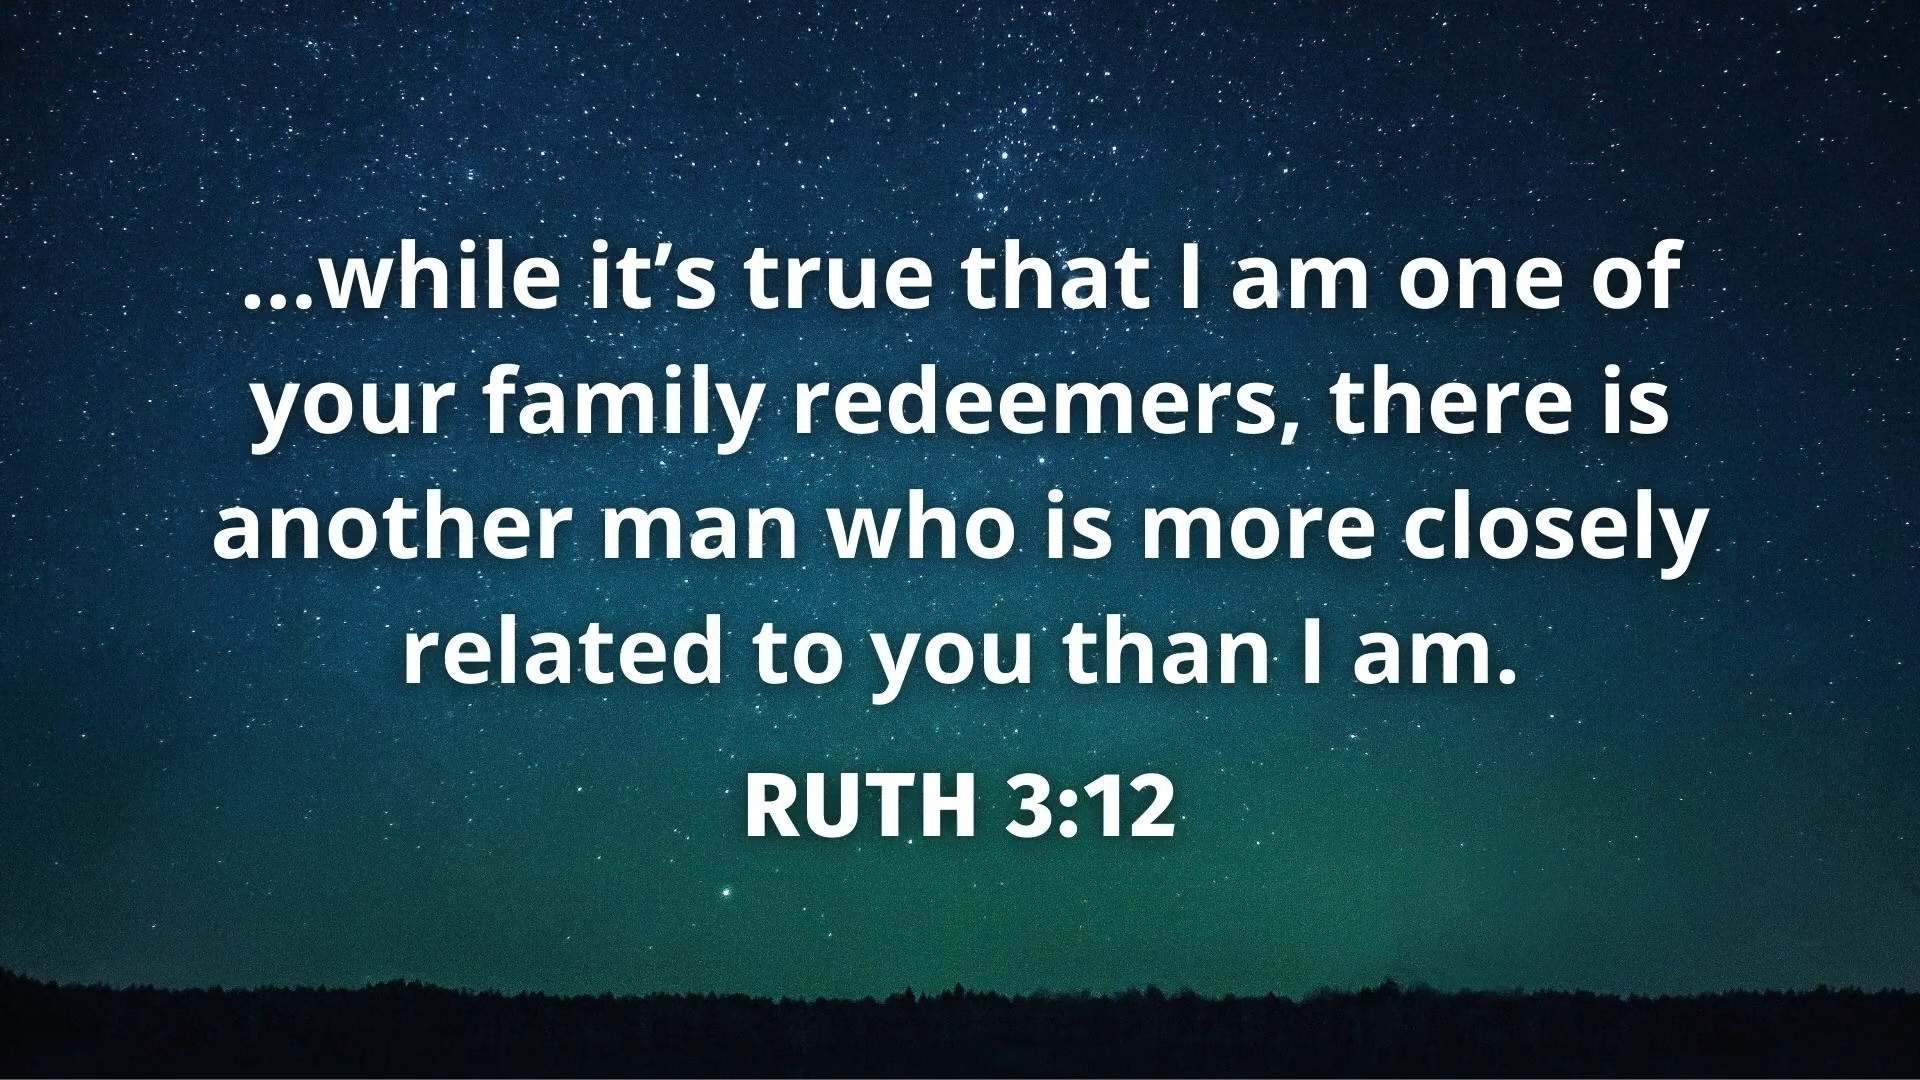 ...while it’s true that I am one of
your family redeemers, there is
another man who is more closely
related to you than I am.
RUTH 3:12